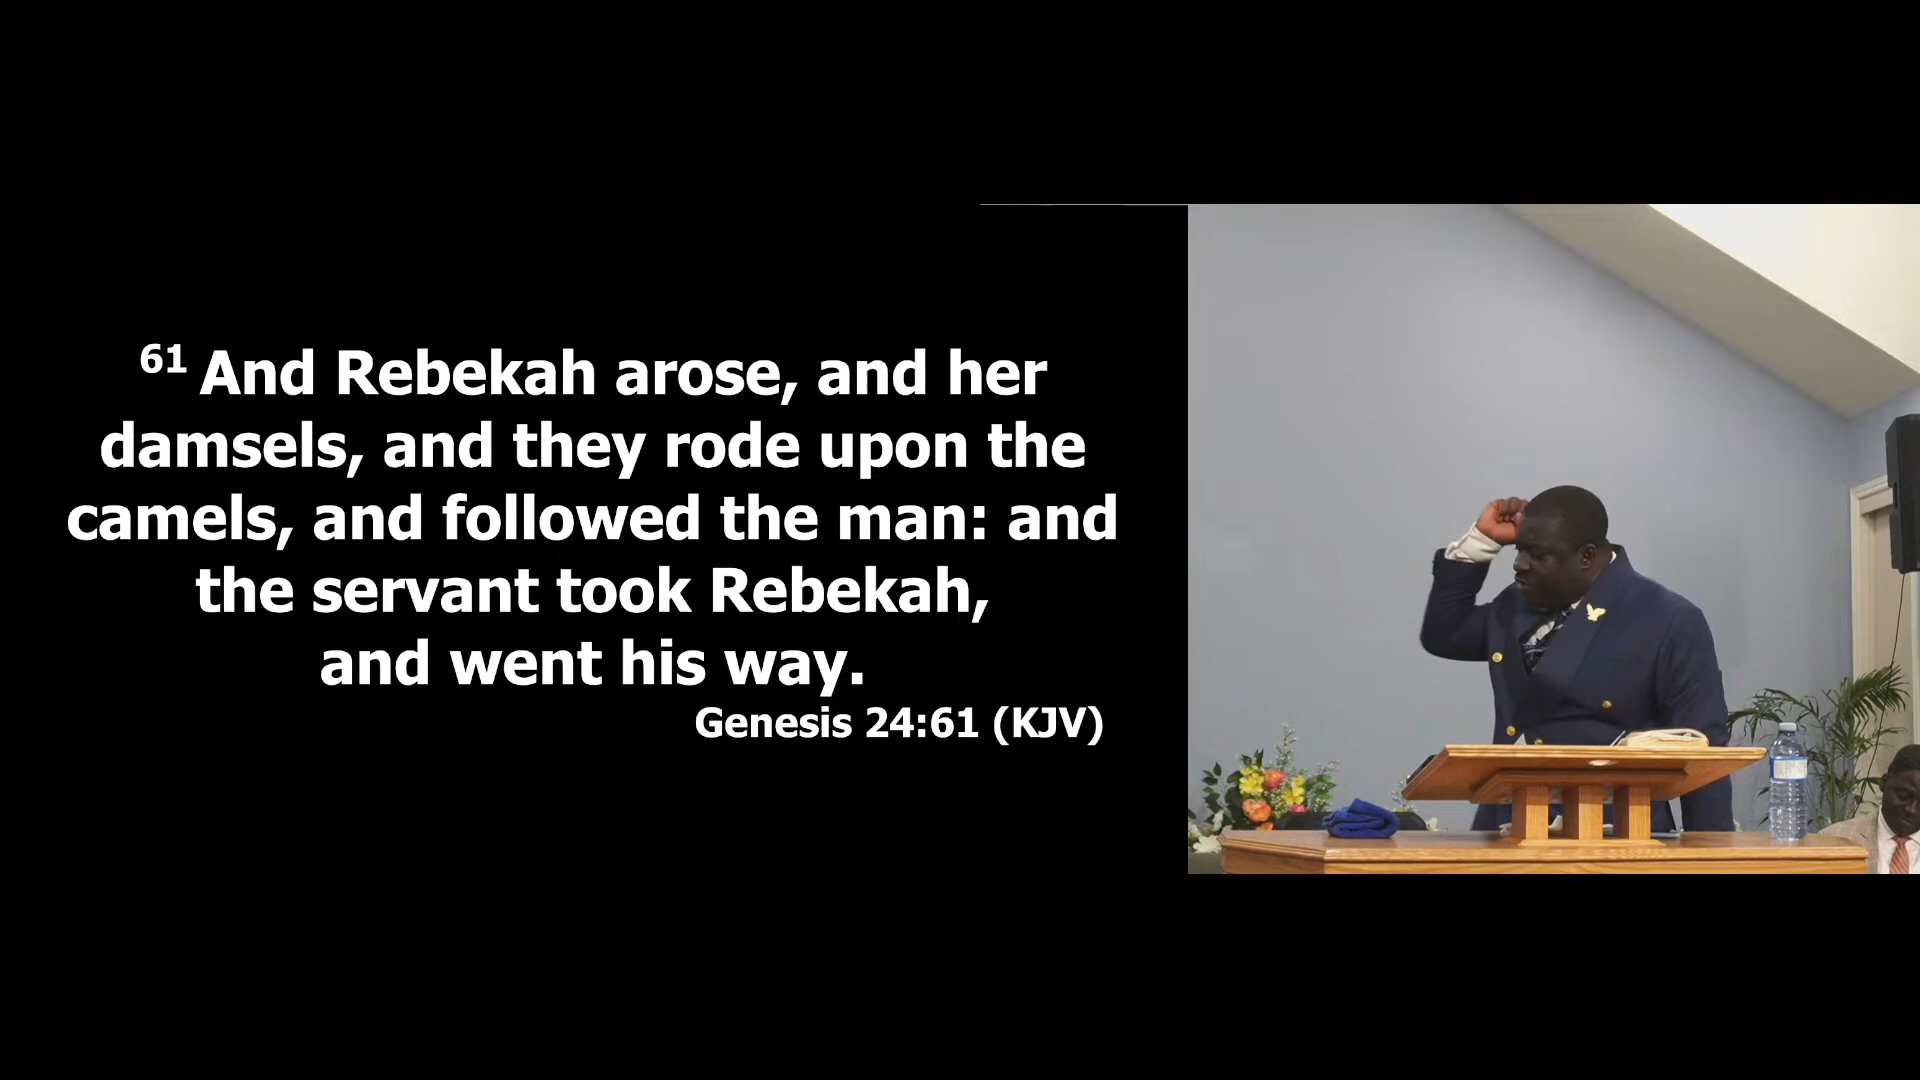 61 And Rebekah arose, and her
damsels, and they rode upon the
camels, and followed the man: and
the servant took Rebekah,
and went his way.
Genesis 24:61 (KJV)